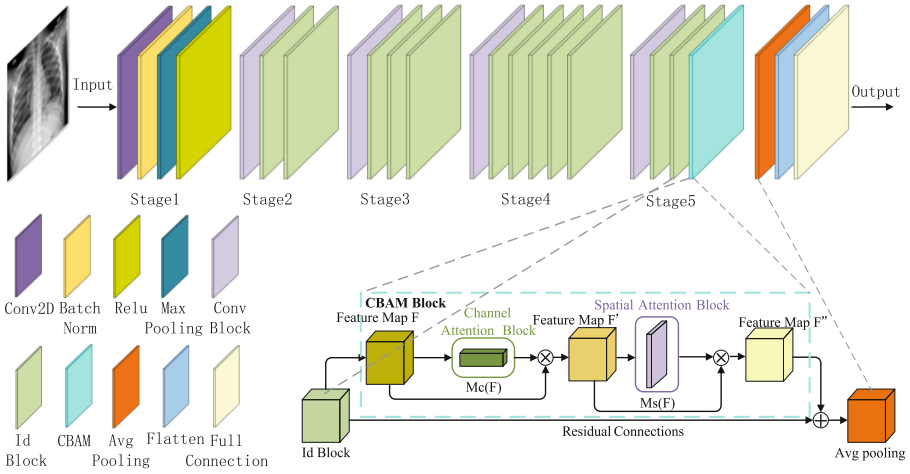 Input
Output
Stage1
Stage2
Stage3
Stage4
Stage5
Conv2D
Batch
Norm
Relu
Max
Pooling
Conv
Block
Id
Block
CBAM
Avg
Pooling
Flatten
Full
Connection
CBAM Block
Feature Map F
Channel
Attention Block
Mc(F)
Feature Map F'
Spatial Attention Block
Ms(F)
Feature Map F"
Id Block
Residual Connections
Avg pooling